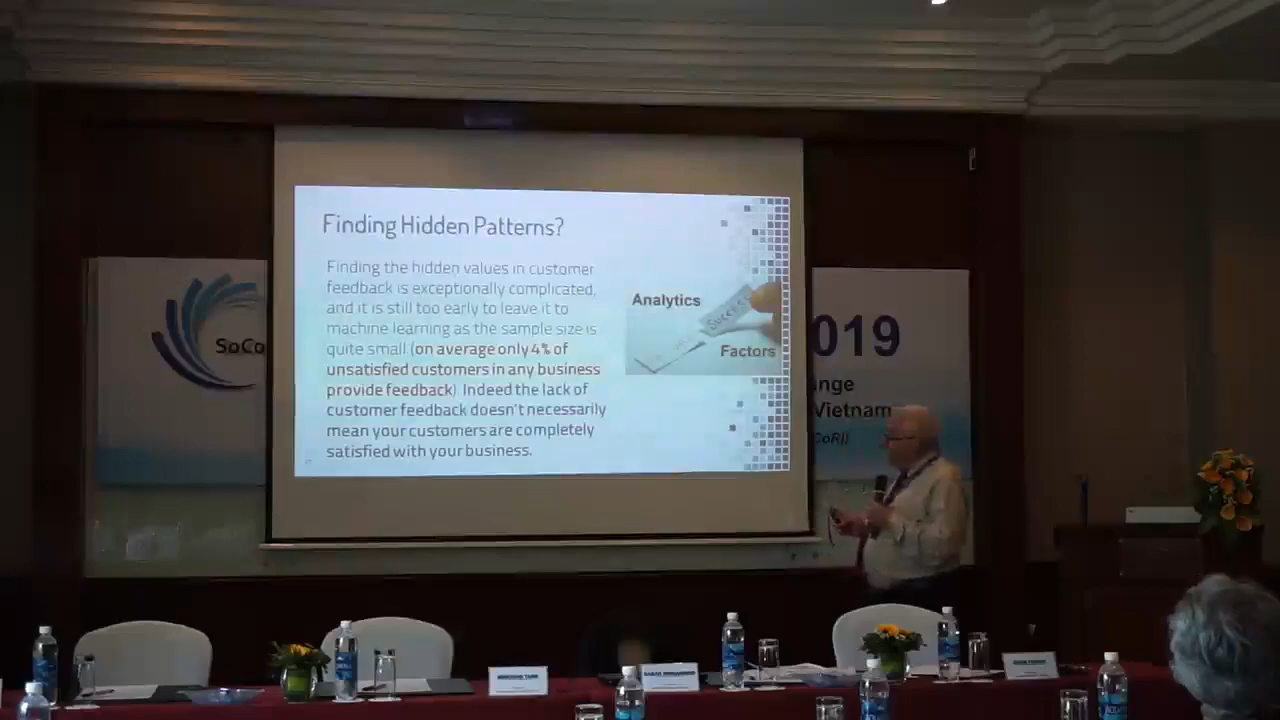 Finding Hidden Patterns?
Finding the hidden values in customer
feedback is exceptionally complicated,
and it is still too early to leave it to
machine learning as the sample size is
quite small (on average only 4% of
unsatisfied customers in any business
provide feedback). Indeed the lack of
customer feedback doesn't necessarily
mean your customers are completely
satisfied with your business.
Analytics
Success
Factors
SoCo
019
nge
Vietnam
CoRI)